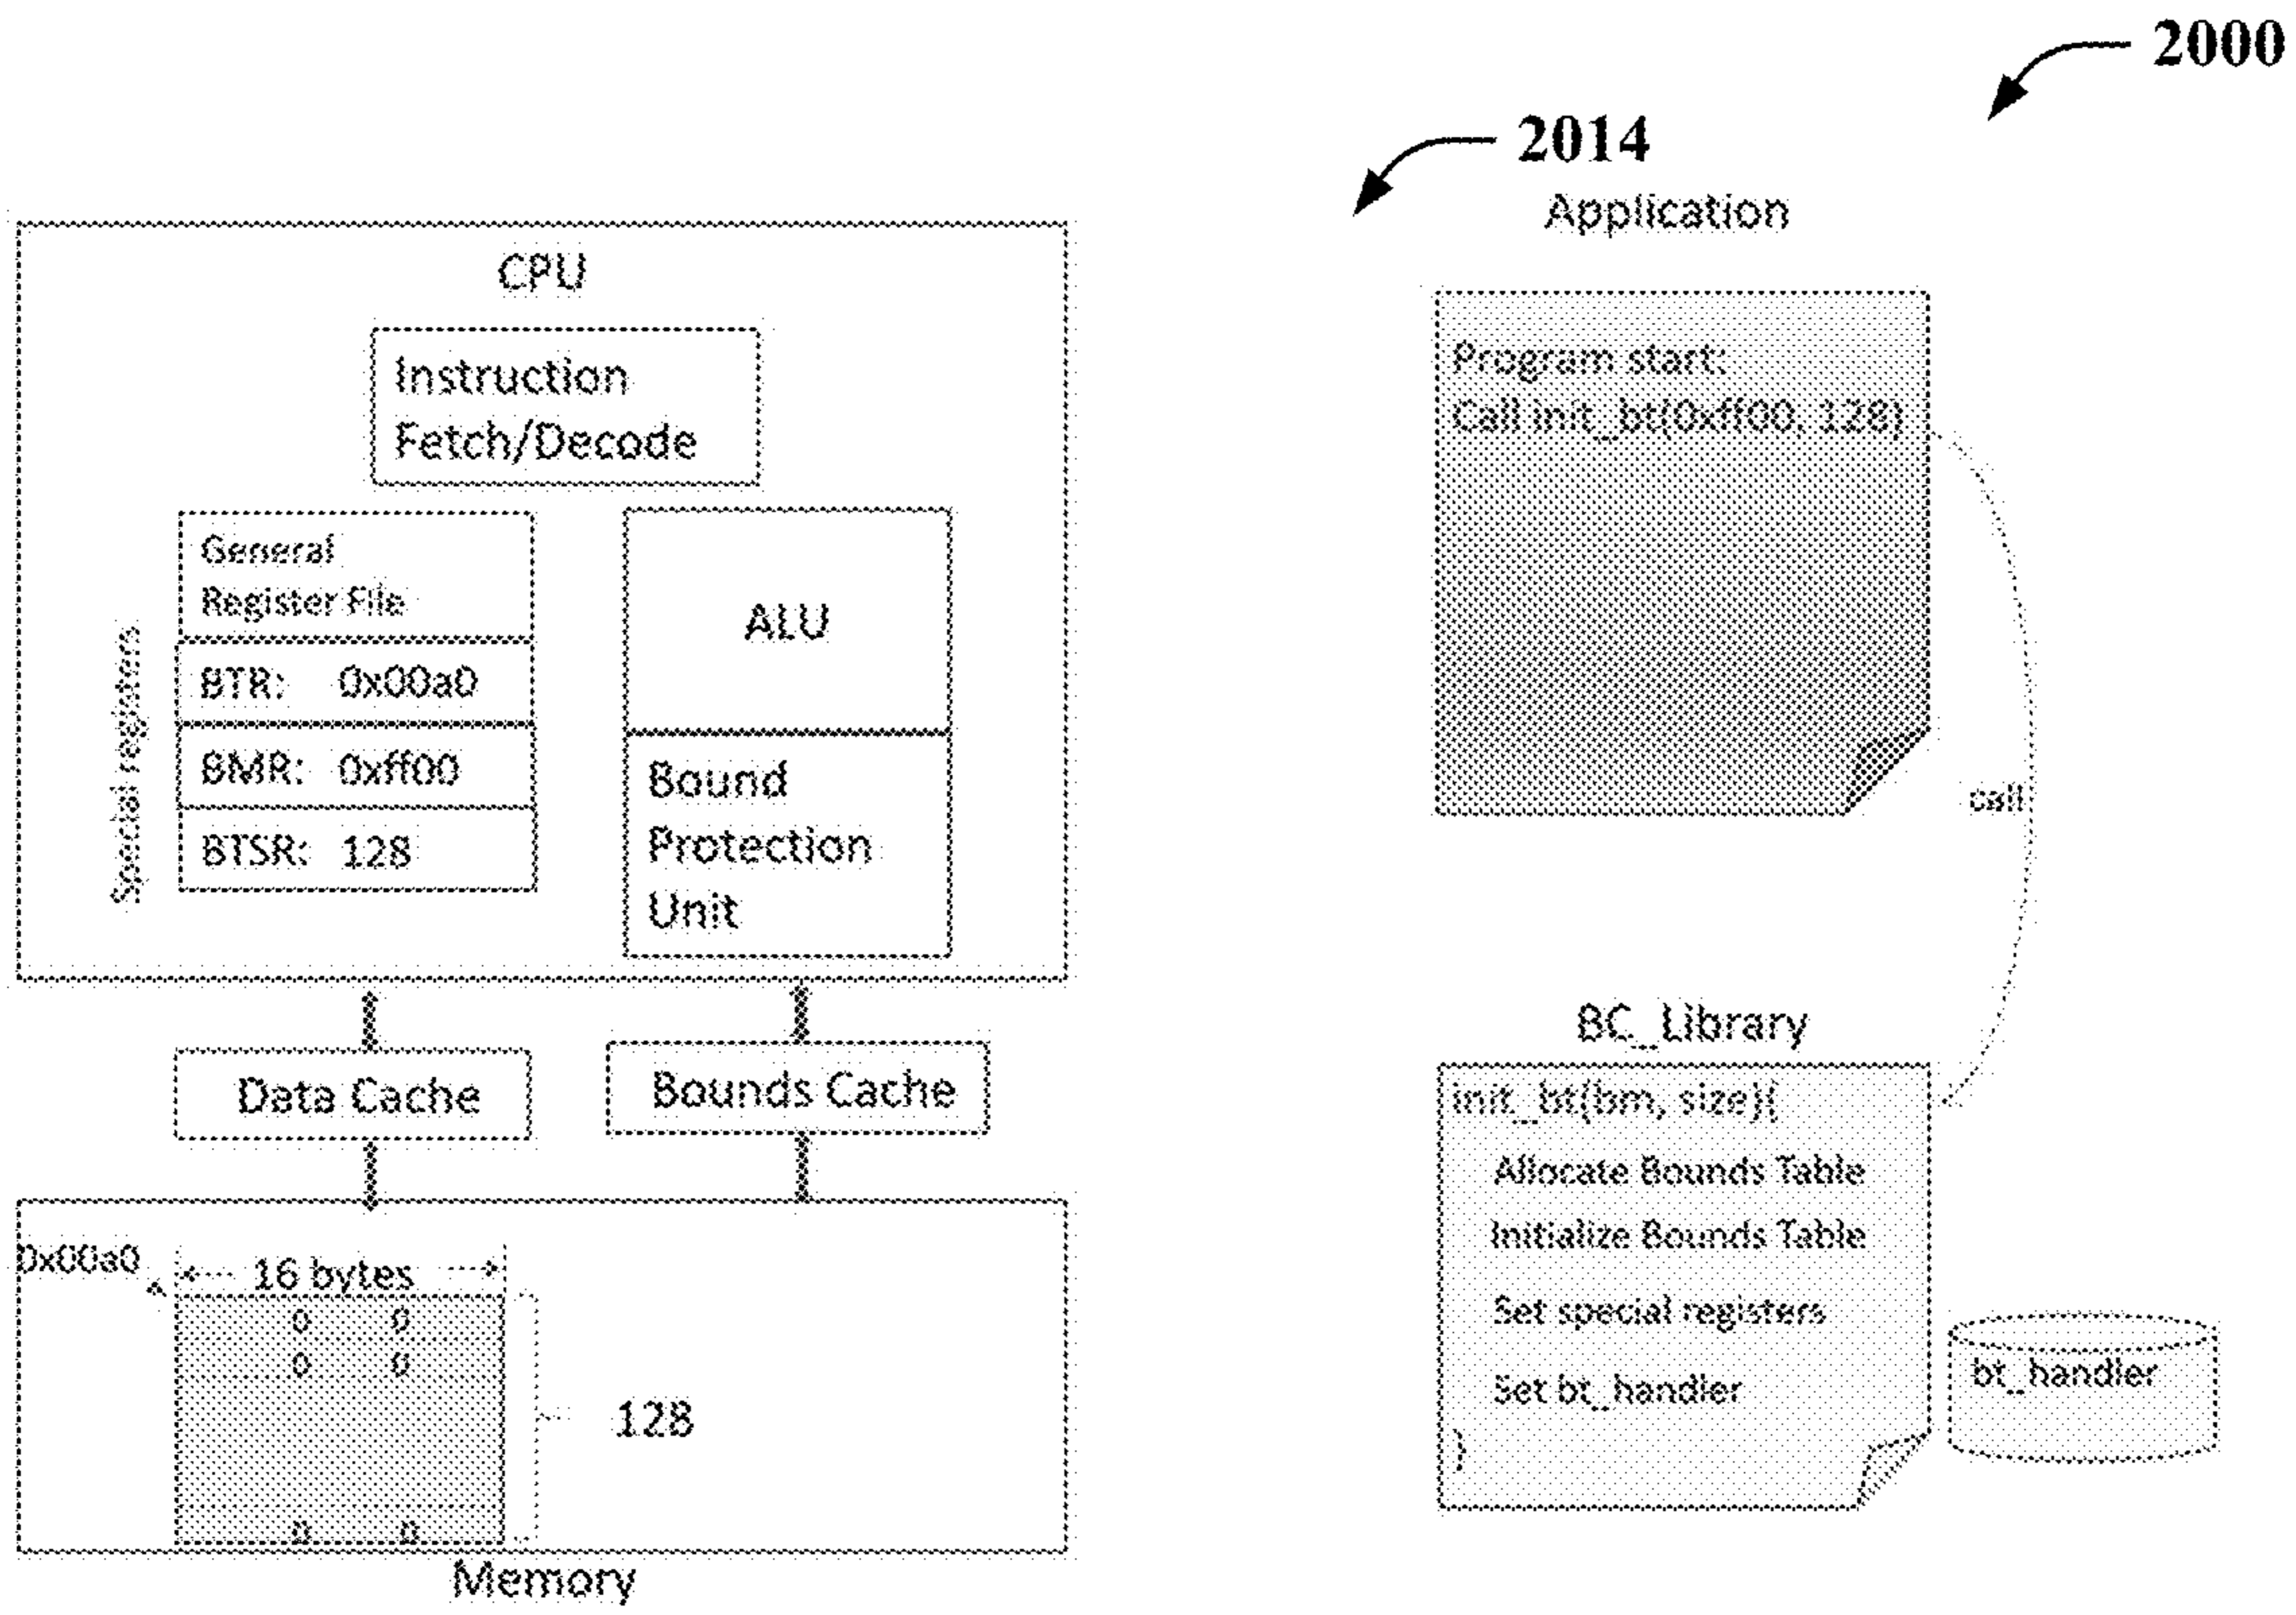 2000
2014
Application
CPU
Instruction
Fetch/Decode
General
Register File
Special registers
BTR: 0x00a0
BMR: 0xff00
BTSR: 128
ALU
Bound
Protection
Unit
Data Cache
Bounds Cache
0x00a0
16 bytes
0 0
0 0
0 0
128
Memory
Program start:
Call init_bt(0xff00, 128)
call
BC_Library
init_bt(bm, size){
Allocate Bounds Table
Initialize Bounds Table
Set special registers
Set bt_handler
}
bt_handler